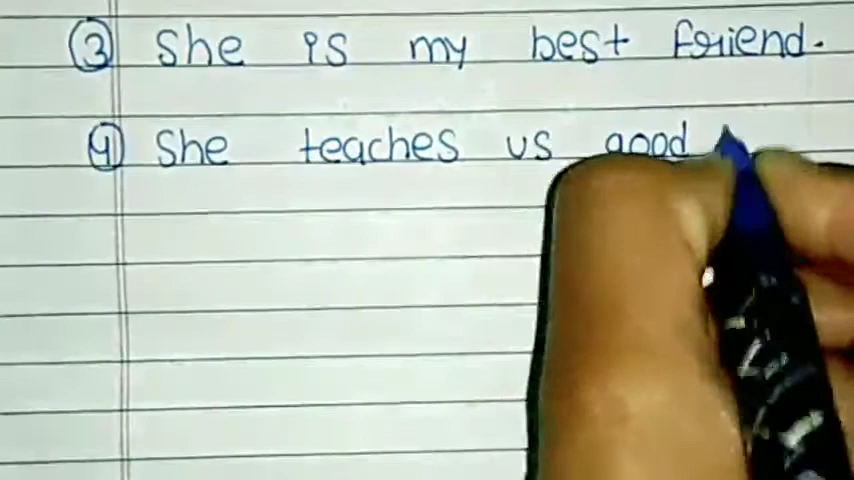 ③ She is my best friend.
④ She teaches us good